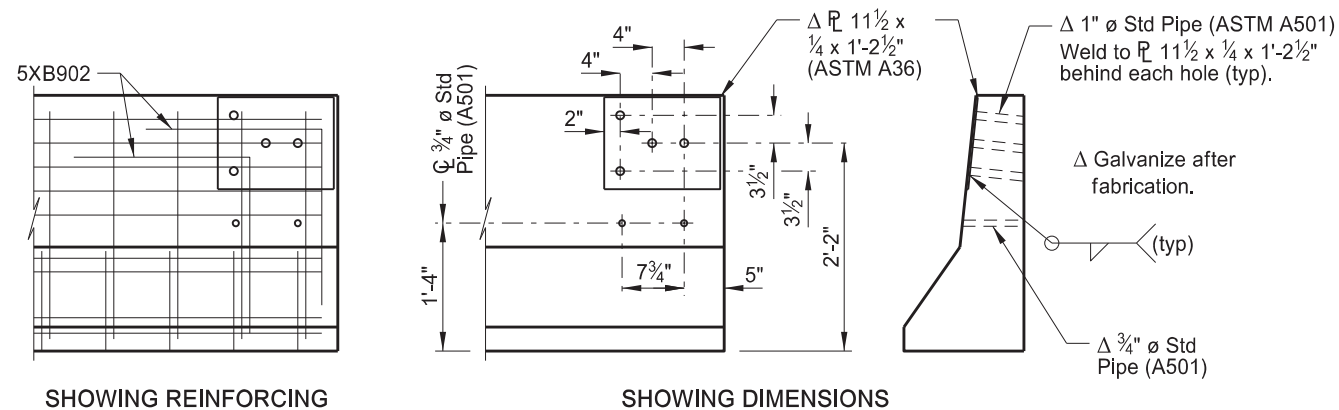 5XB902
SHOWING REINFORCING
℄ ¾" ø Std
Pipe (A501)
1'-4"
4"
4"
2"
3½"
3½"
7¾"
5"
2'-2"
SHOWING DIMENSIONS
Δ ⅊ 11½ x
¼ x 1'-2½"
(ASTM A36)
Δ 1" ø Std Pipe (ASTM A501)
Weld to ⅊ 11½ x ¼ x 1'-2½"
behind each hole (typ).
Δ Galvanize after
fabrication.
(typ)
Δ ¾" ø Std
Pipe (A501)